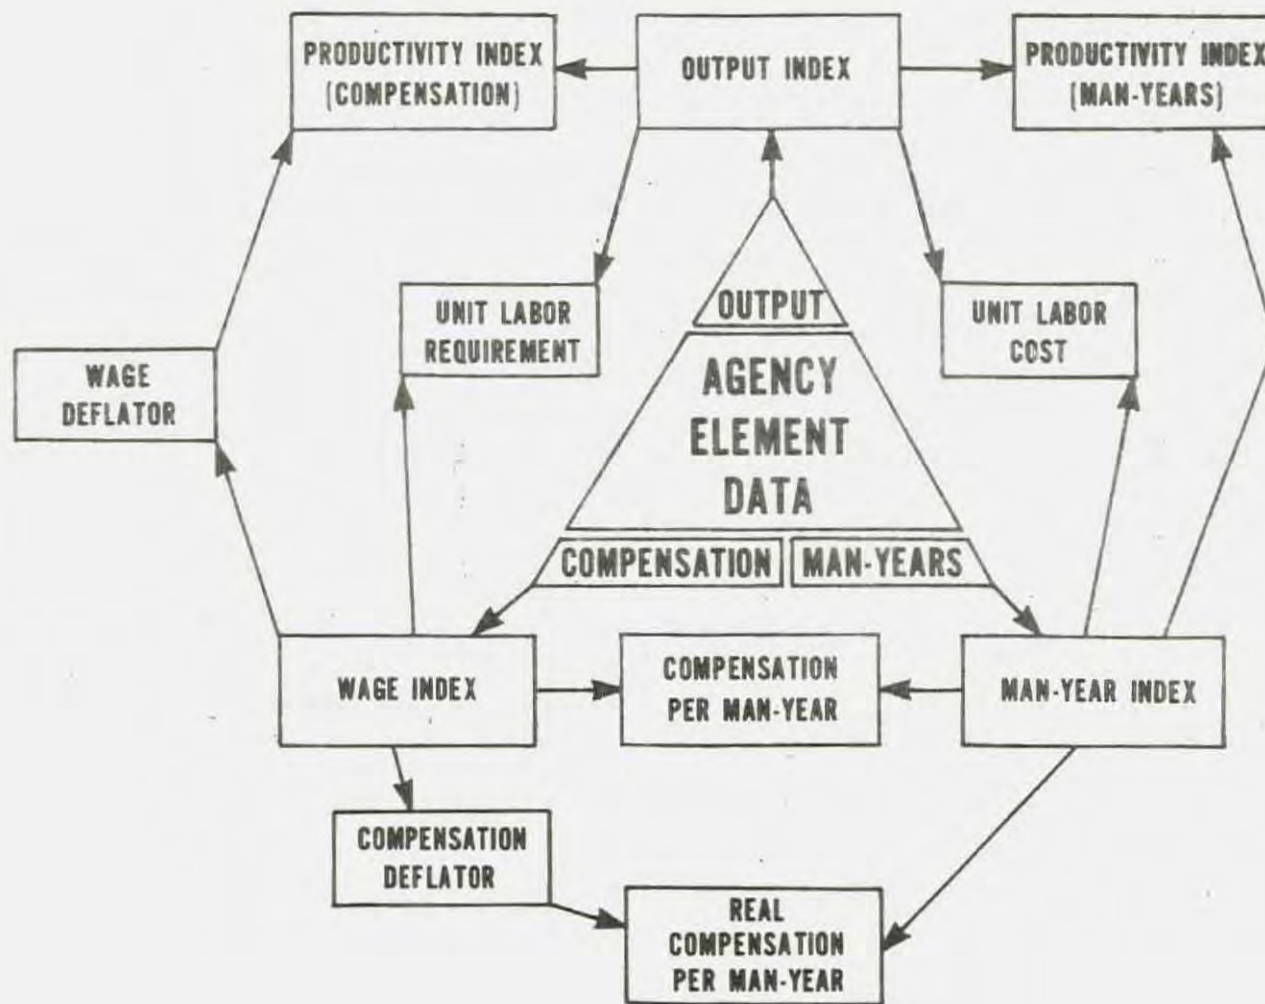 PRODUCTIVITY INDEX
(COMPENSATION)
OUTPUT INDEX
PRODUCTIVITY INDEX
(MAN-YEARS)
UNIT LABOR
REQUIREMENT
OUTPUT
UNIT LABOR
COST
WAGE
DEFLATOR
AGENCY
ELEMENT
DATA
COMPENSATION
MAN-YEARS
WAGE INDEX
COMPENSATION
PER MAN-YEAR
MAN-YEAR INDEX
COMPENSATION
DEFLATOR
REAL
COMPENSATION
PER MAN-YEAR